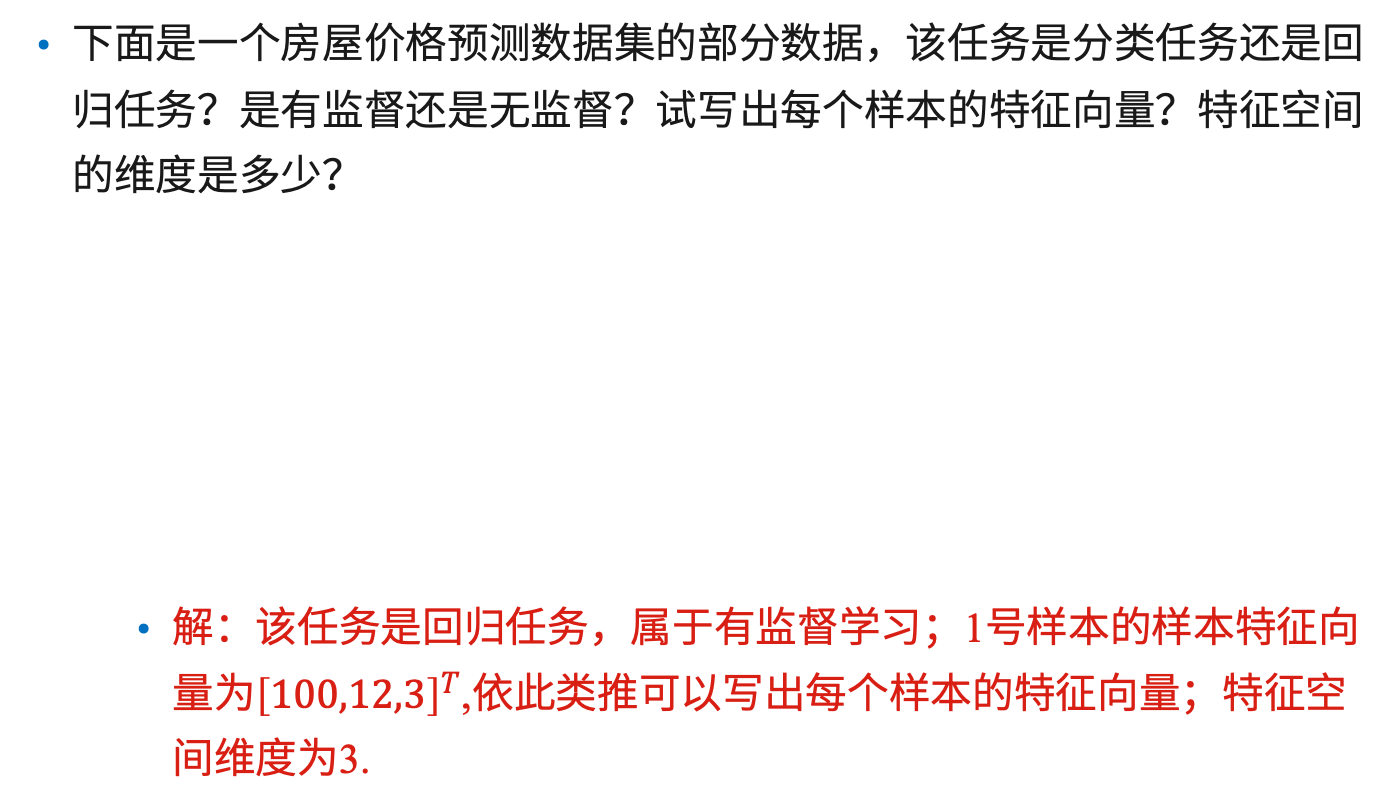 • 下面是一个房屋价格预测数据集的部分数据，该任务是分类任务还是回
归任务？是有监督还是无监督？试写出每个样本的特征向量？特征空间
的维度是多少？
• 解：该任务是回归任务，属于有监督学习；1号样本的样本特征向
量为[100,12,3]^T,依此类推可以写出每个样本的特征向量；特征空
间维度为3.